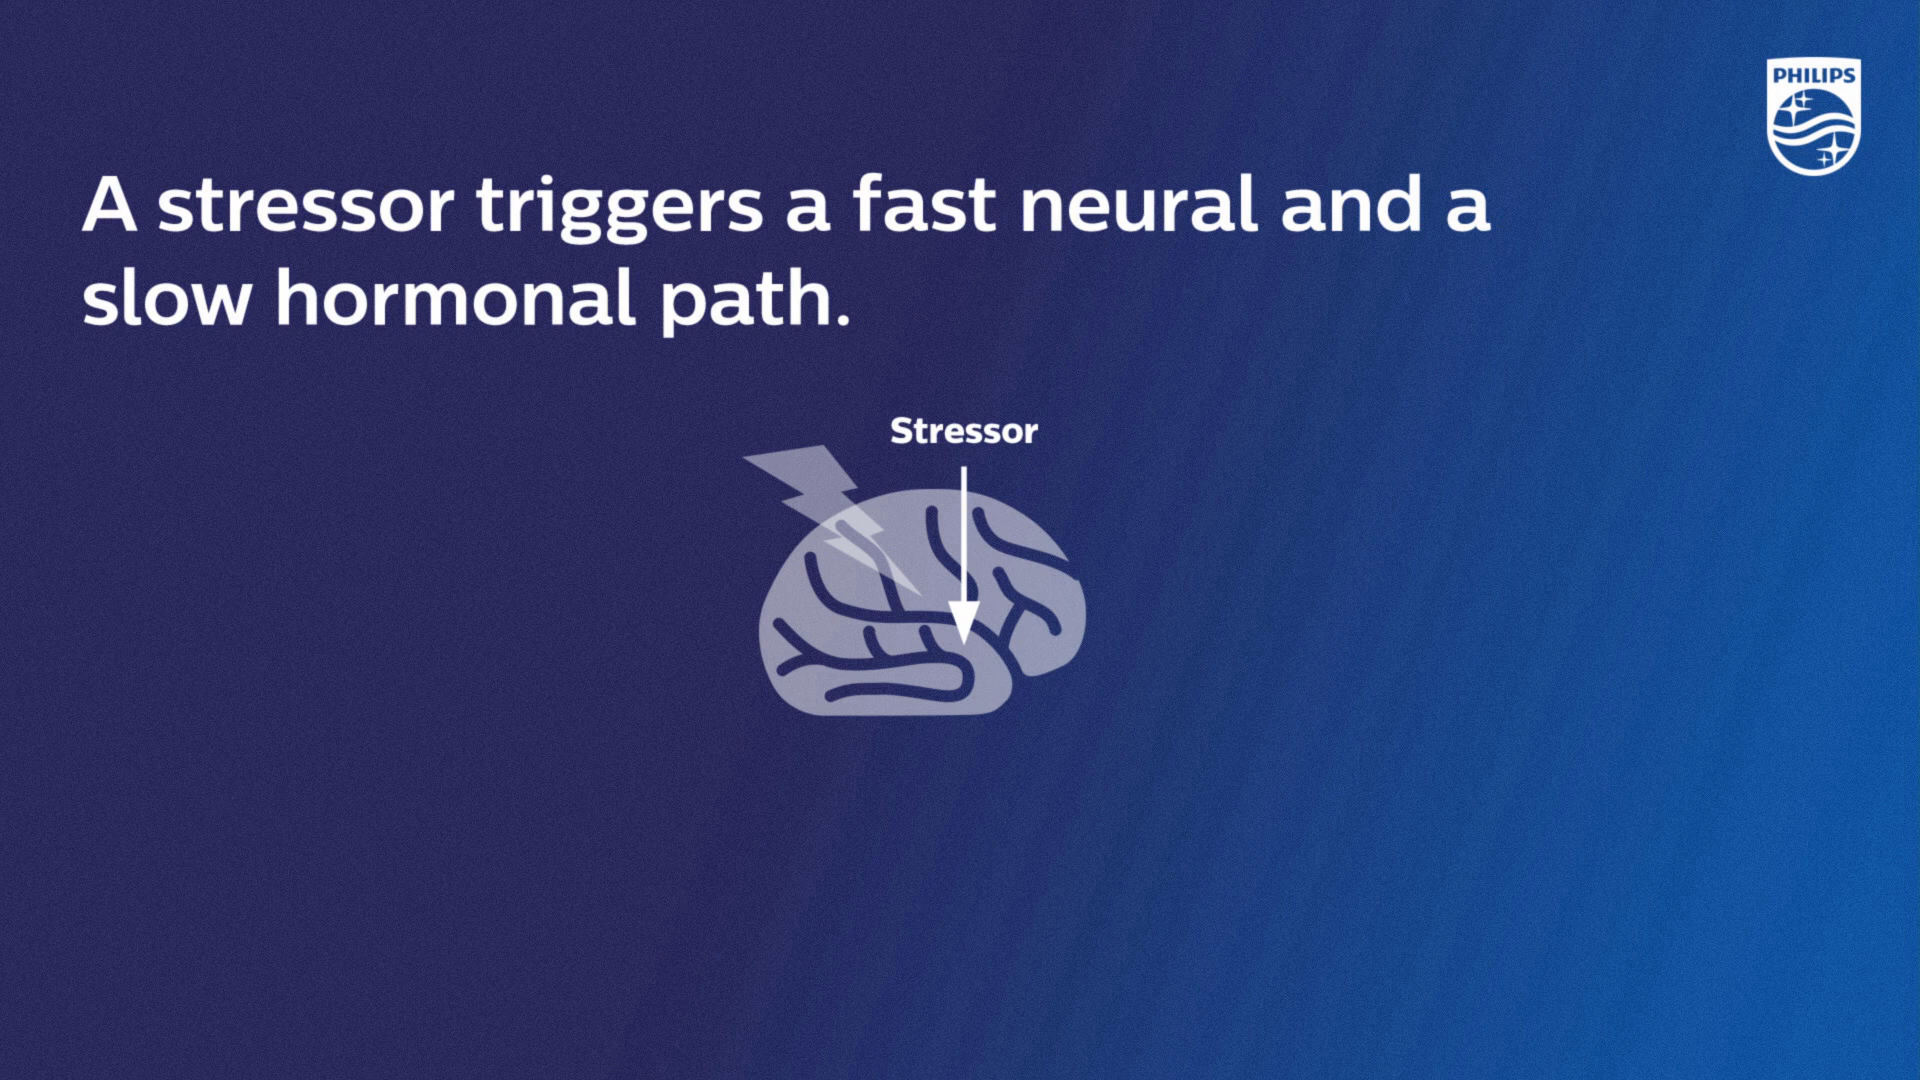 PHILIPS
A stressor triggers a fast neural and a
slow hormonal path.
Stressor